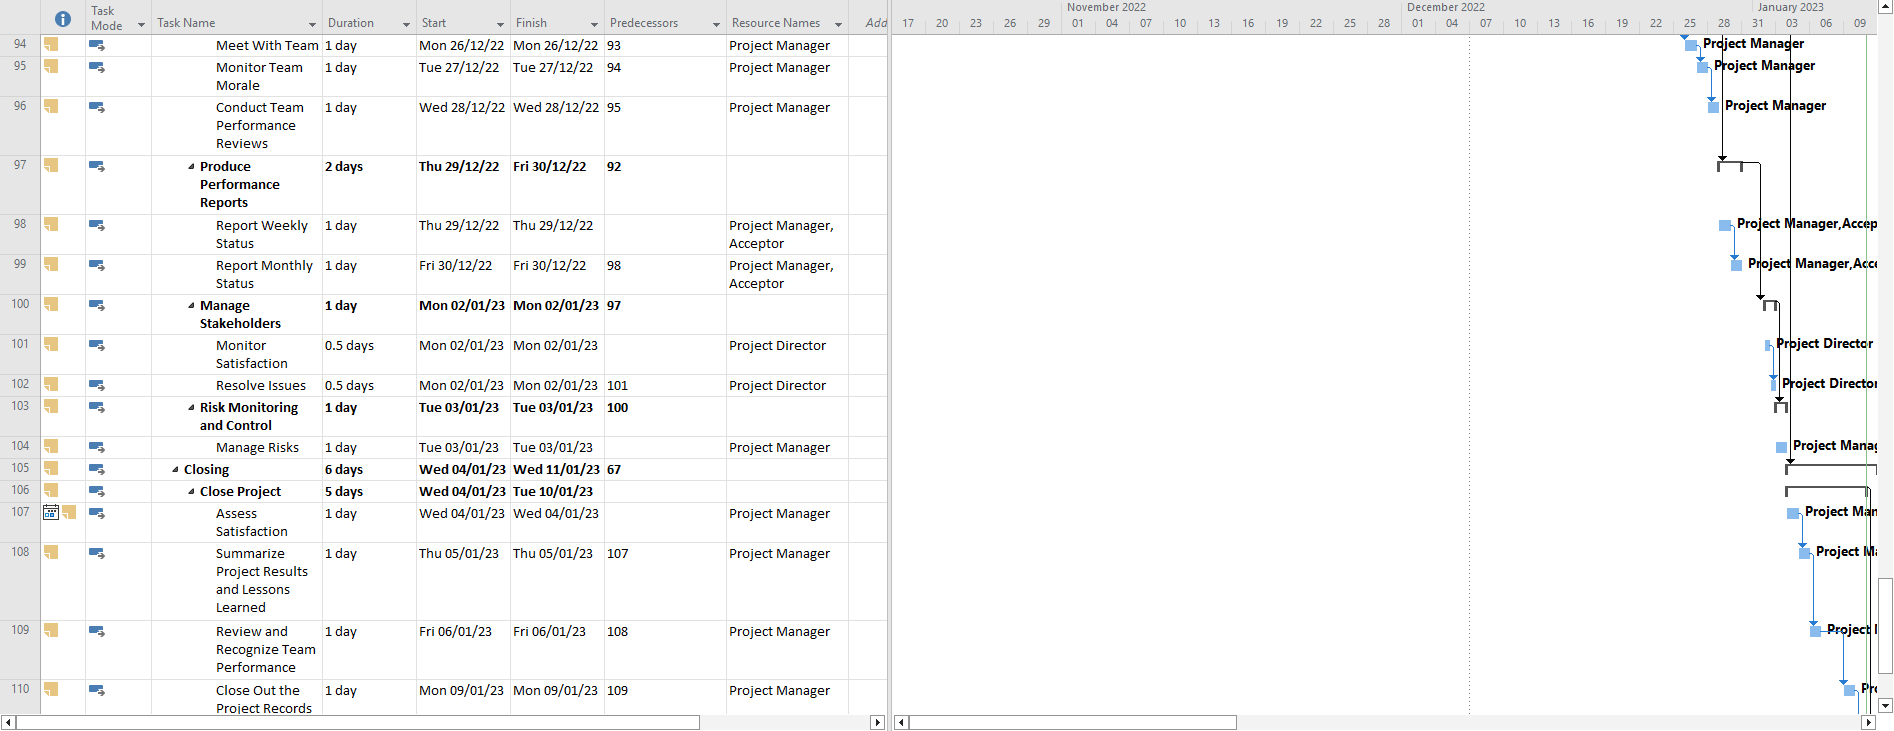 Task Mode Task Name Duration Start Finish Predecessors Resource Names Add
94 Meet With Team 1 day Mon 26/12/22 Mon 26/12/22 93 Project Manager
95 Monitor Team 1 day Tue 27/12/22 Tue 27/12/22 94 Project Manager
Morale
96 Conduct Team 1 day Wed 28/12/22 Wed 28/12/22 95 Project Manager
Performance
Reviews
97 Produce 2 days Thu 29/12/22 Fri 30/12/22 92
Performance
Reports
98 Report Weekly 1 day Thu 29/12/22 Thu 29/12/22 Project Manager,
Status Acceptor
99 Report Monthly 1 day Fri 30/12/22 Fri 30/12/22 98 Project Manager,
Status Acceptor
100 Manage 1 day Mon 02/01/23 Mon 02/01/23 97
Stakeholders
101 Monitor 0.5 days Mon 02/01/23 Mon 02/01/23 Project Director
Satisfaction
102 Resolve Issues 0.5 days Mon 02/01/23 Mon 02/01/23 101 Project Director
103 Risk Monitoring 1 day Tue 03/01/23 Tue 03/01/23 100
and Control
104 Manage Risks 1 day Tue 03/01/23 Tue 03/01/23 Project Manager
105 Closing 6 days Wed 04/01/23 Wed 11/01/23 67
106 Close Project 5 days Wed 04/01/23 Tue 10/01/23
107 Assess 1 day Wed 04/01/23 Wed 04/01/23 Project Manager
Satisfaction
108 Summarize 1 day Thu 05/01/23 Thu 05/01/23 107 Project Manager
Project Results
and Lessons
Learned
109 Review and 1 day Fri 06/01/23 Fri 06/01/23 108 Project Manager
Recognize Team
Performance
110 Close Out the 1 day Mon 09/01/23 Mon 09/01/23 109 Project Manager
Project Records
November 2022 December 2022 January 2023
17 20 23 26 29 01 04 07 10 13 16 19 22 25 28 01 04 07 10 13 16 19 22 25 28 31 03 06 09
Project Manager
Project Manager
Project Manager
Project Manager,Accep
Project Manager,Acce
Project Director
Project Director
Project Manag
Project Man
Project Ma
Project M
Pro